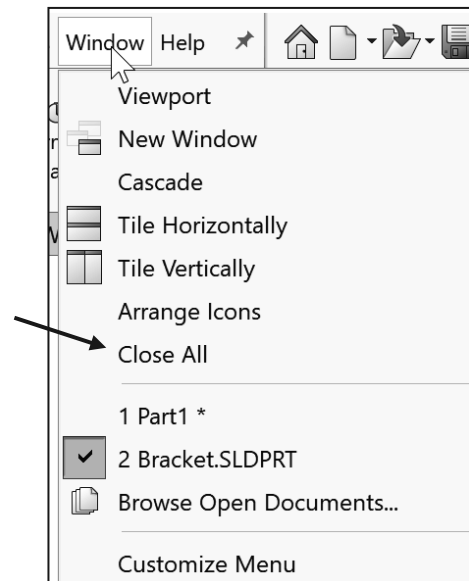 Window Help
Viewport
New Window
Cascade
Tile Horizontally
Tile Vertically
Arrange Icons
Close All
1 Part1 *
2 Bracket.SLDPRT
Browse Open Documents...
Customize Menu